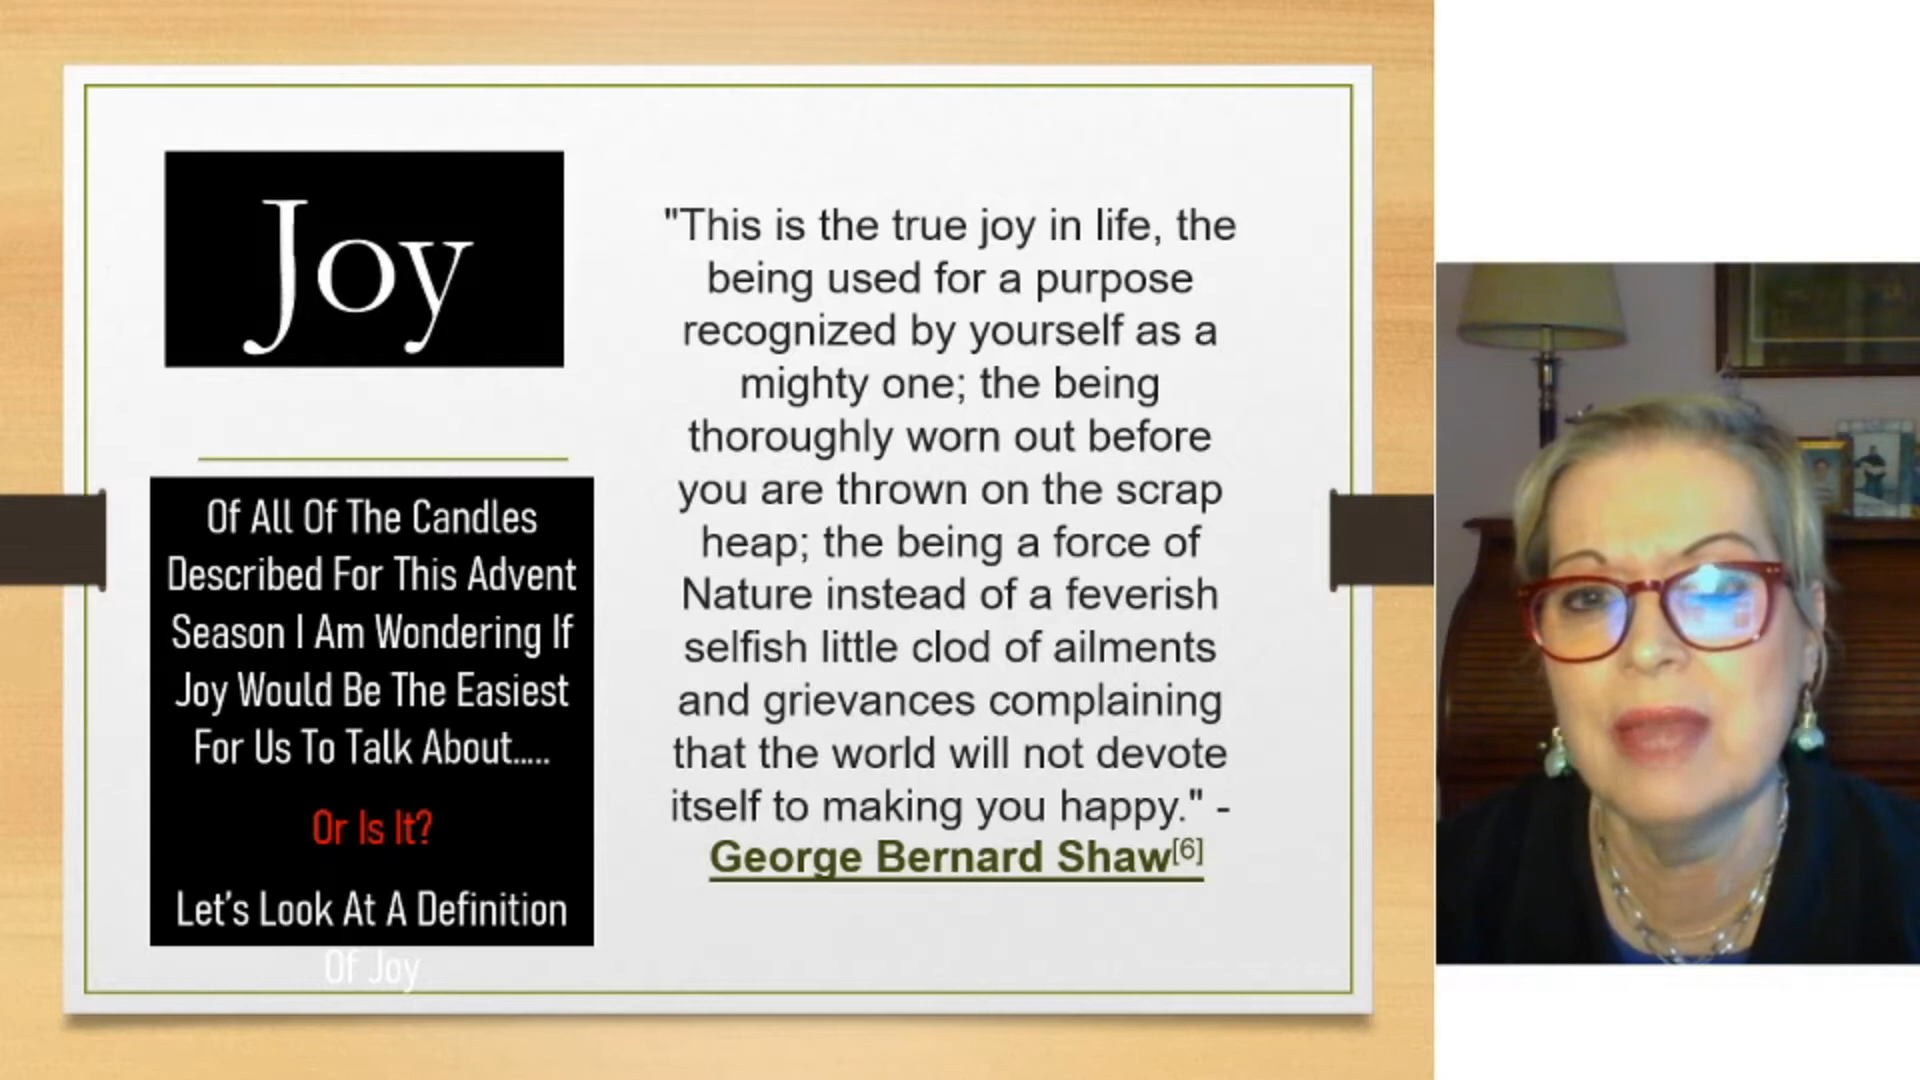 Joy
Of All Of The Candles
Described For This Advent
Season I Am Wondering If
Joy Would Be The Easiest
For Us To Talk About.....
Or Is It?
Let's Look At A Definition
Of Joy
"This is the true joy in life, the
being used for a purpose
recognized by yourself as a
mighty one; the being
thoroughly worn out before
you are thrown on the scrap
heap; the being a force of
Nature instead of a feverish
selfish little clod of ailments
and grievances complaining
that the world will not devote
itself to making you happy." -
George Bernard Shaw[6]